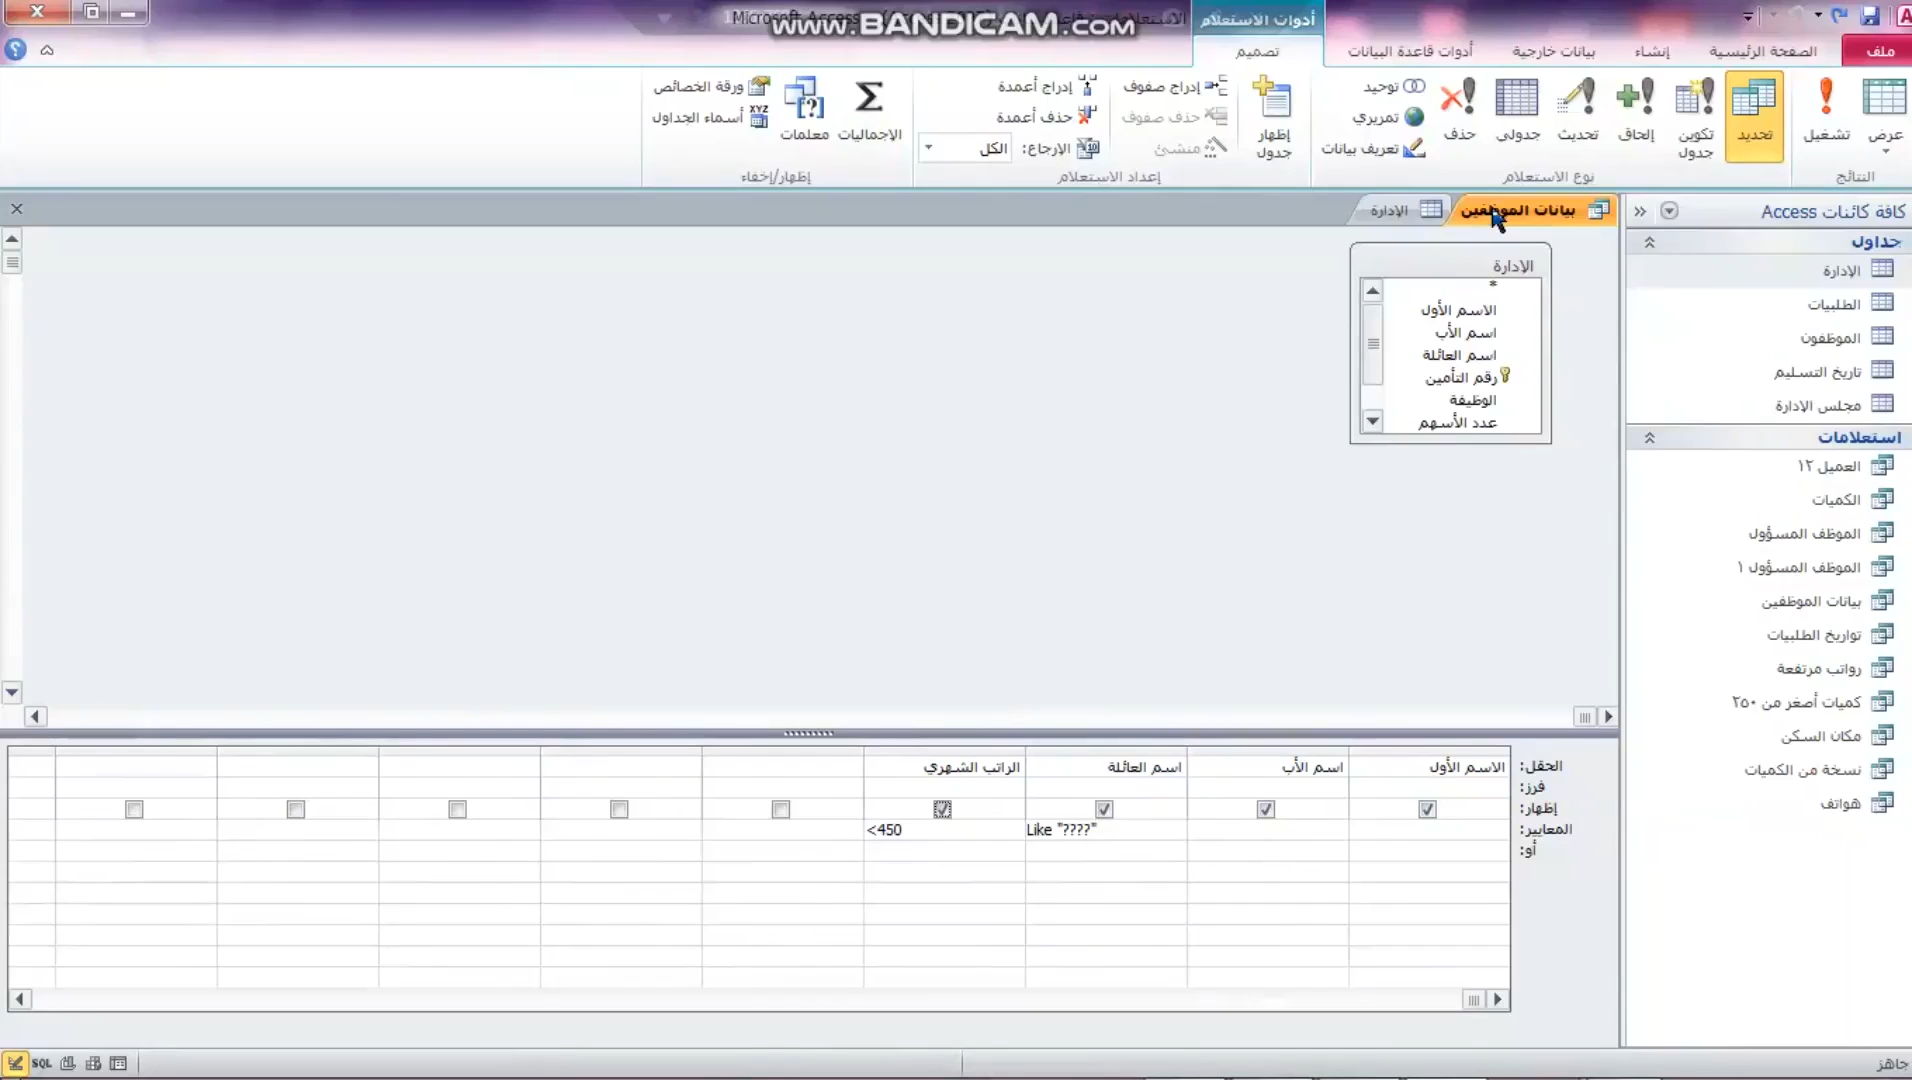 أدوات الاستعلام
www.BANDICAM.com
ملف
الصفحة الرئيسية
إنشاء
بيانات خارجية
أدوات قاعدة البيانات
تصميم
عرض
تشغيل
تحديد
تكوين جدول
إلحاق
تحديث
جدولي
حذف
توحيد
تمريري
تعريف بيانات
إظهار جدول
إدراج صفوف
حذف صفوف
منشئ
إدراج أعمدة
حذف أعمدة
الإرجاع: الكل
الإجماليات
معلمات
ورقة الخصائص
أسماء الجداول
النتائج
نوع الاستعلام
إعداد الاستعلام
إظهار/إخفاء
كافة كائنات Access
بيانات الموظفين
الإدارة
جداول
الإدارة
الطلبيات
الموظفون
تاريخ التسليم
مجلس الإدارة
استعلامات
العميل ١٢
الكميات
الموظف المسؤول
الموظف المسؤول ١
بيانات الموظفين
تواريخ الطلبيات
رواتب مرتفعة
كميات أصغر من ٢٥٠
مكان السكن
نسخة من الكميات
هواتف
الإدارة
*
الاسم الأول
اسم الأب
اسم العائلة
رقم التأمين
الوظيفة
عدد الأسهم
الحقل: الاسم الأول اسم الأب اسم العائلة الراتب الشهري
فرز:
إظهار:
المعايير: Like "????" <450
أو:
جاهز
SQL